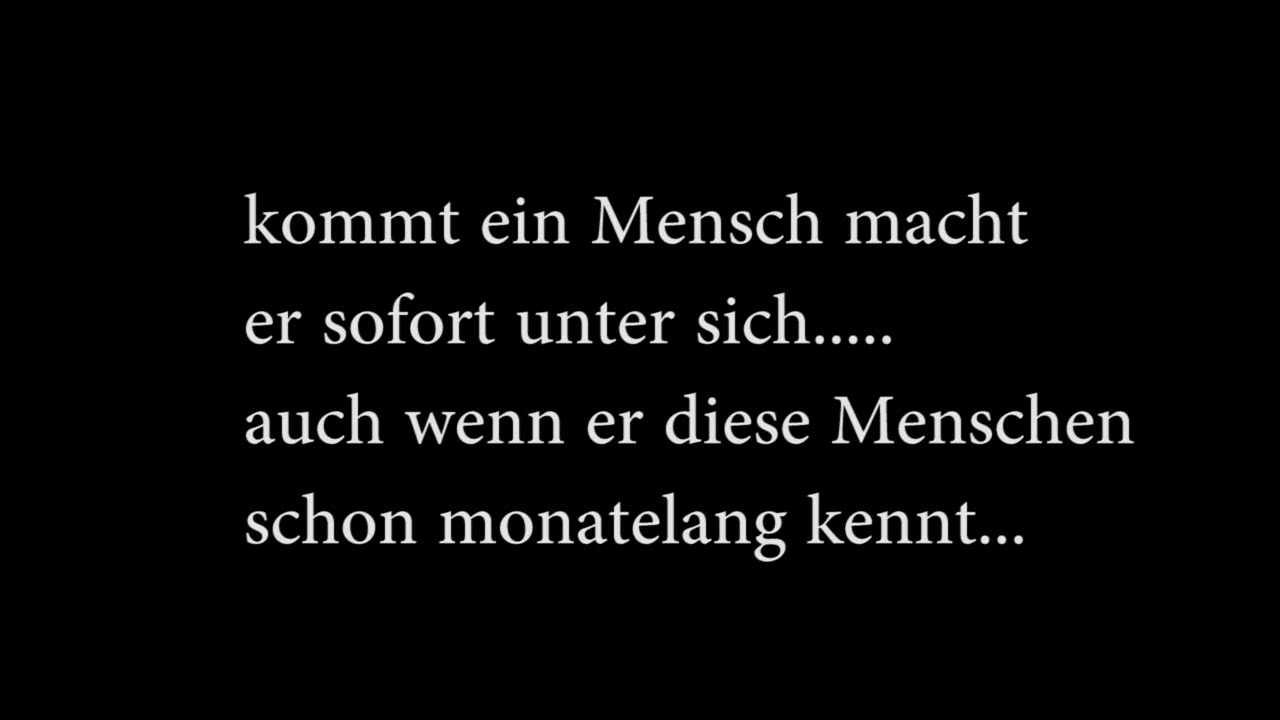 kommt ein Mensch macht
er sofort unter sich.....
auch wenn er diese Menschen
schon monatelang kennt...